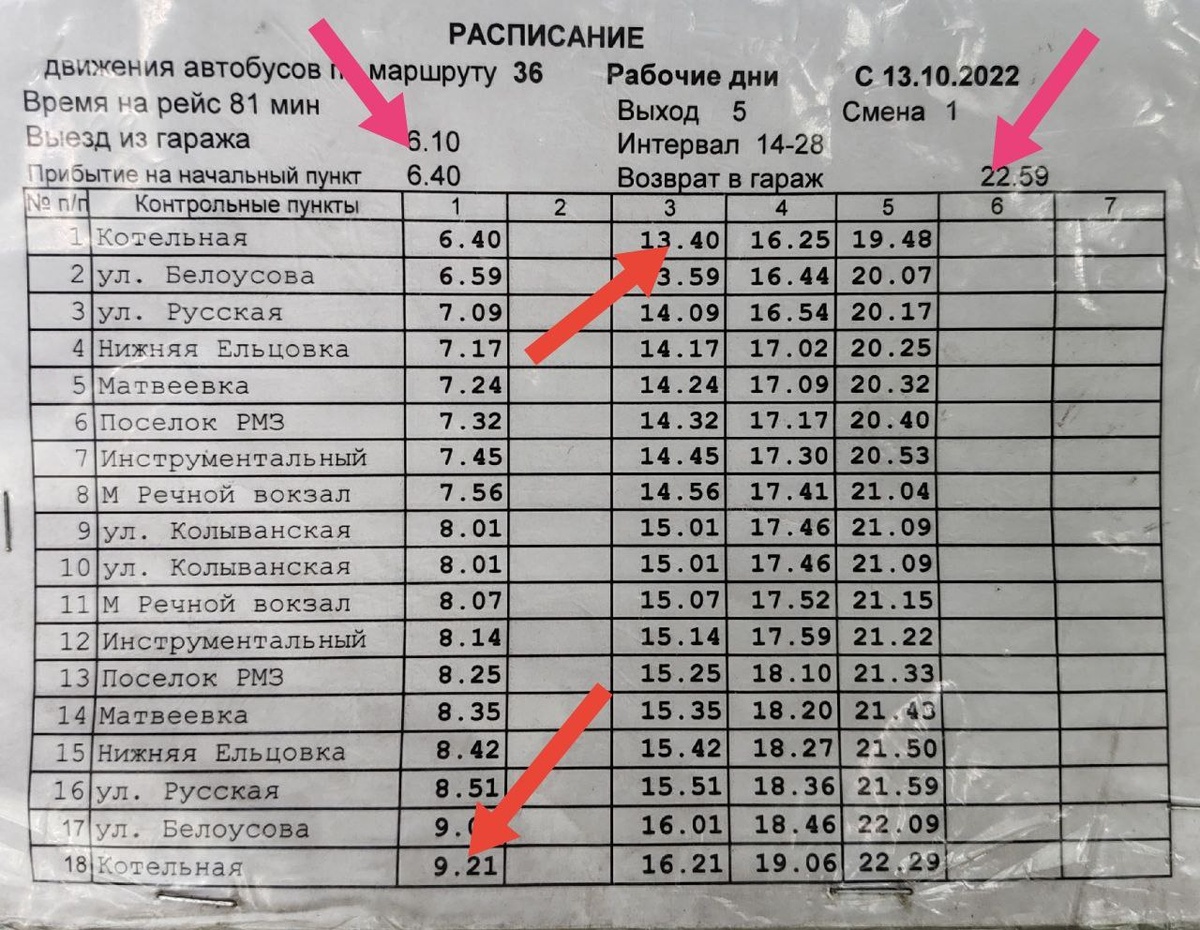 РАСПИСАНИЕ
движения автобусов маршруту 36 Рабочие дни С 13.10.2022
Время на рейс 81 мин Выход 5 Смена 1
Выезд из гаража 6.10 Интервал 14-28
Прибытие на начальный пункт 6.40 Возврат в гараж 22.59
№ п/п Контрольные пункты 1 2 3 4 5 6 7
1 Котельная 6.40 13.40 16.25 19.48
2 ул. Белоусова 6.59 3.59 16.44 20.07
3 ул. Русская 7.09 14.09 16.54 20.17
4 Нижняя Ельцовка 7.17 14.17 17.02 20.25
5 Матвеевка 7.24 14.24 17.09 20.32
6 Поселок РМЗ 7.32 14.32 17.17 20.40
7 Инструментальный 7.45 14.45 17.30 20.53
8 М Речной вокзал 7.56 14.56 17.41 21.04
9 ул. Колыванская 8.01 15.01 17.46 21.09
10 ул. Колыванская 8.01 15.01 17.46 21.09
11 М Речной вокзал 8.07 15.07 17.52 21.15
12 Инструментальный 8.14 15.14 17.59 21.22
13 Поселок РМЗ 8.25 15.25 18.10 21.33
14 Матвеевка 8.35 15.35 18.20 21.43
15 Нижняя Ельцовка 8.42 15.42 18.27 21.50
16 ул. Русская 8.51 15.51 18.36 21.59
17 ул. Белоусова 16.01 18.46 22.09
18 Котельная 9.21 16.21 19.06 22.29